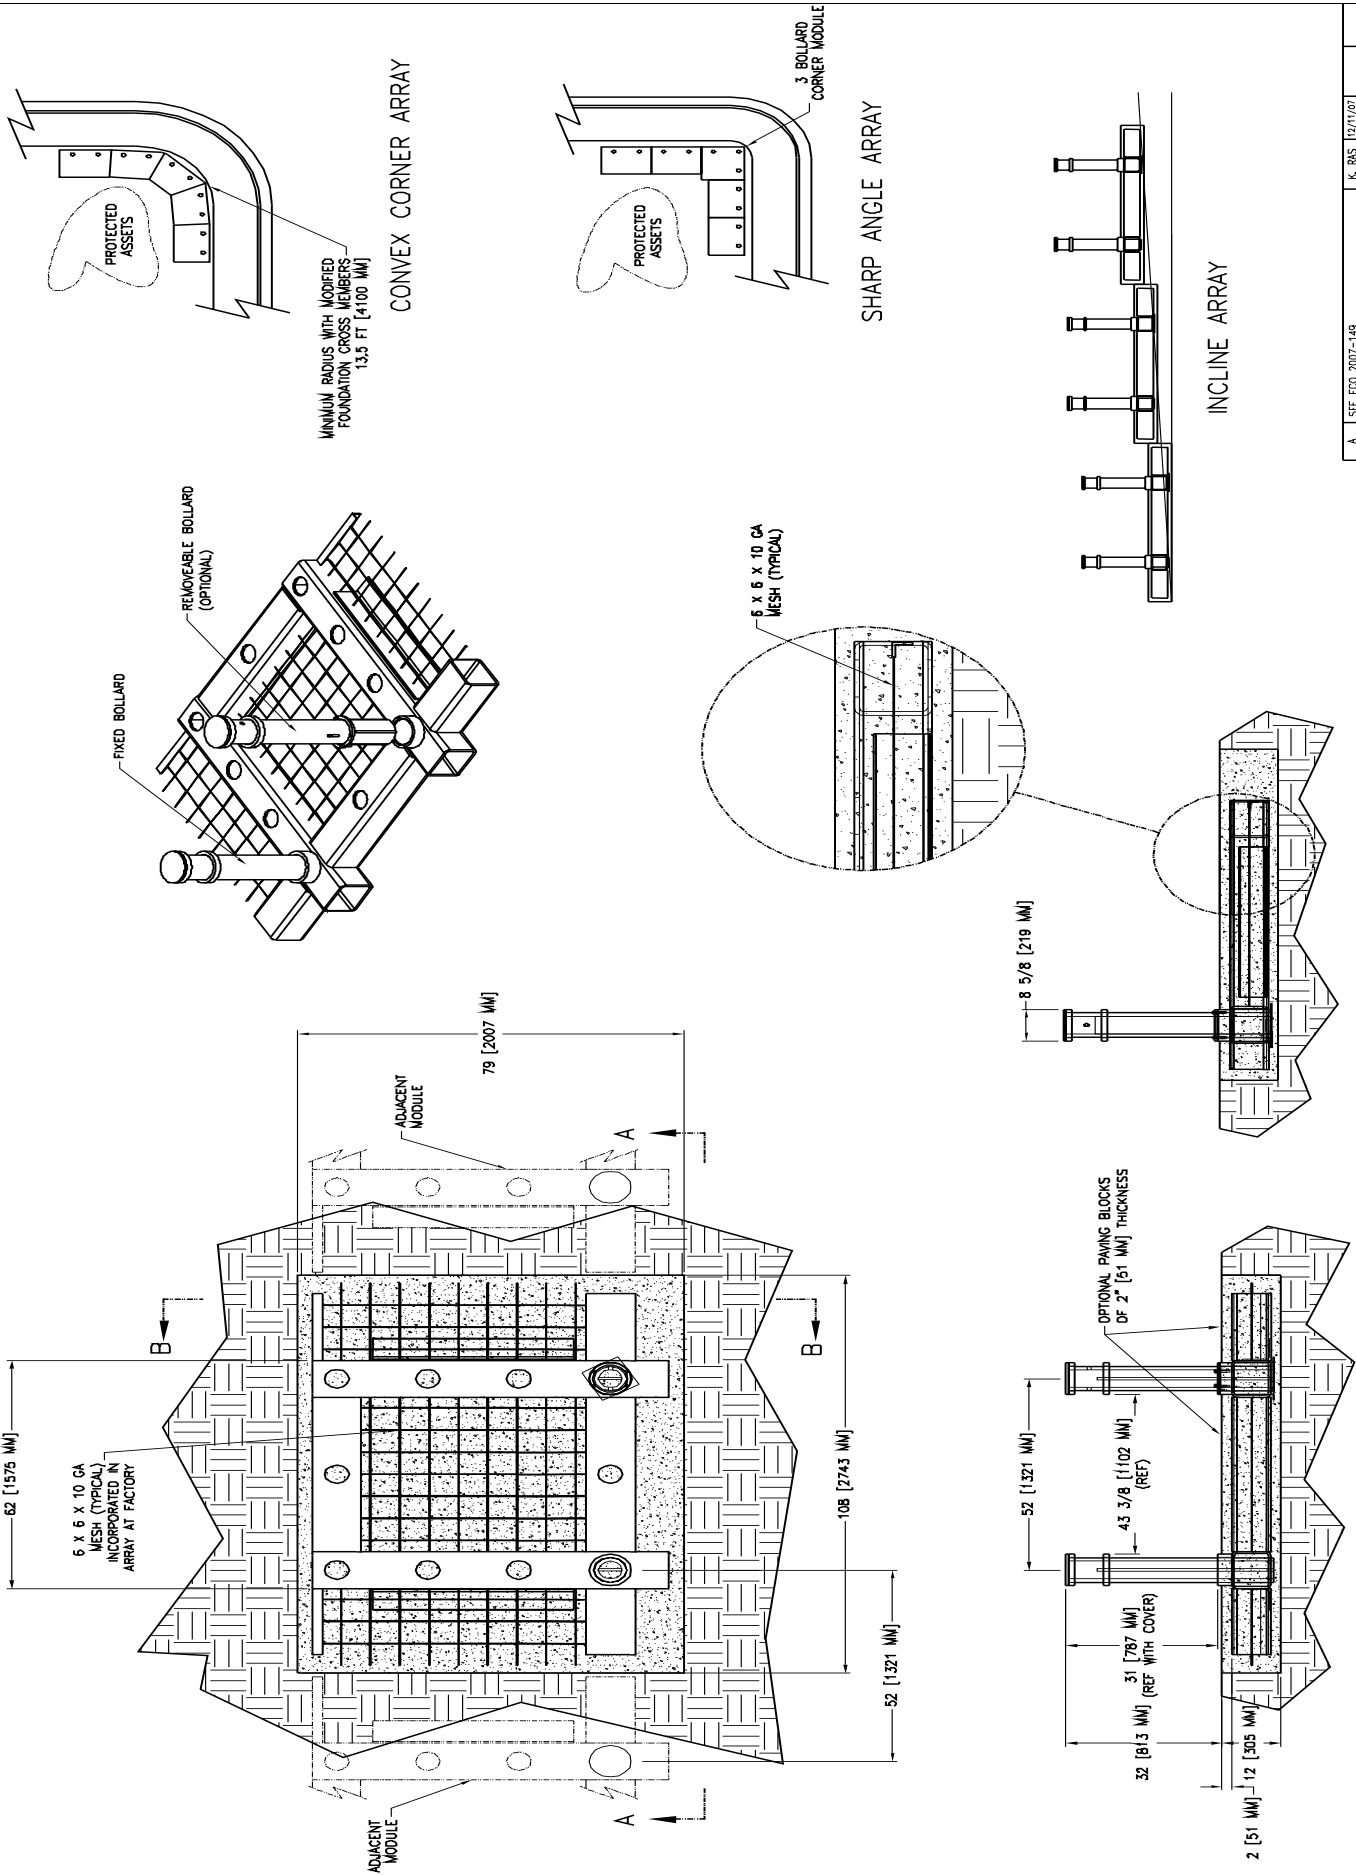 62 [1575 MM]
6 X 6 X 10 GA
MESH (TYPICAL)
INCORPORATED IN
ARRAY AT FACTORY
B
B
ADJACENT
MODULE
ADJACENT
MODULE
A
A
79 [2007 MM]
108 [2743 MM]
52 [1321 MM]
FIXED BOLLARD
REMOVEABLE BOLLARD
(OPTIONAL)
PROTECTED
ASSETS
MINIMUM RADIUS WITH MODIFIED
FOUNDATION CROSS MEMBERS
13.5 FT [4100 MM]
CONVEX CORNER ARRAY
PROTECTED
ASSETS
3 BOLLARD
CORNER MODULE
SHARP ANGLE ARRAY
6 X 6 X 10 GA
MESH (TYPICAL)
INCLINE ARRAY
52 [1321 MM]
43 3/8 [1102 MM]
(REF)
31 [787 MM]
(REF WITH COVER)
32 [813 MM]
12 [305 MM]
2 [51 MM]
OPTIONAL PAVING BLOCKS
OF 2" [51 MM] THICKNESS
8 5/8 [219 MM]
A SEE ECO 2007-149 K. RAS 12/11/07